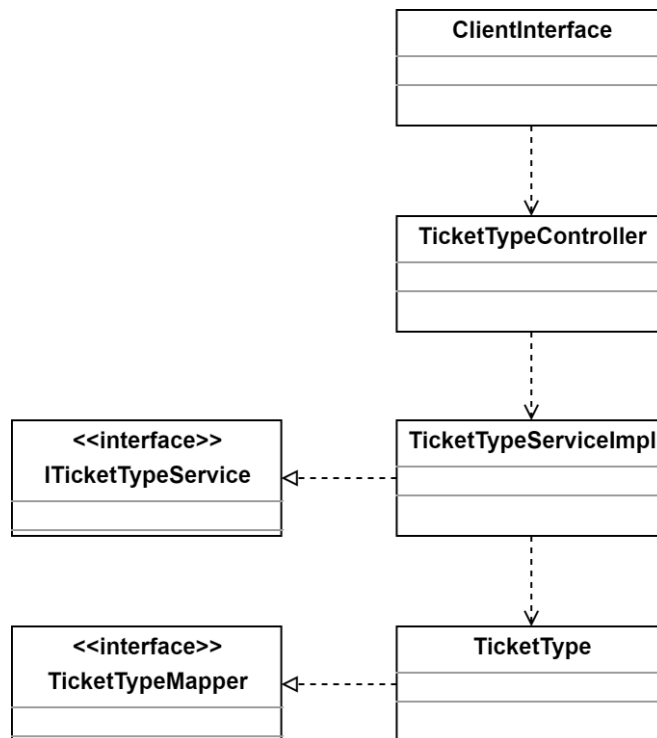 ClientInterface
TicketTypeController
<<interface>>
ITicketTypeService
TicketTypeServiceImpl
<<interface>>
TicketTypeMapper
TicketType